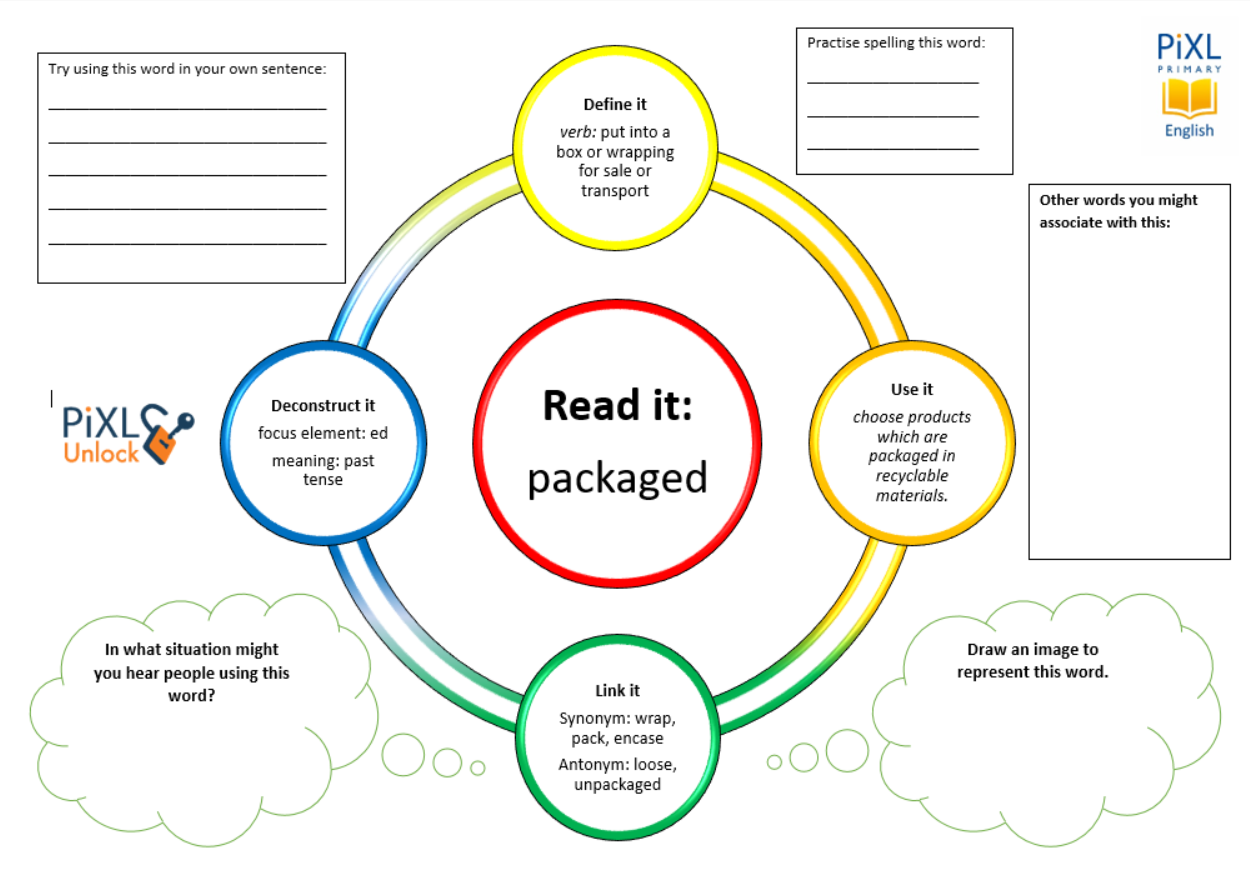 Try using this word in your own sentence:
Define it
verb: put into a
box or wrapping
for sale or
transport
Practise spelling this word:
PiXL
PRIMARY
English
Other words you might
associate with this:
PiXL
Unlock
Deconstruct it
focus element: ed
meaning: past
tense
Read it:
packaged
Use it
choose products
which are
packaged in
recyclable
materials.
In what situation might
you hear people using this
word?
Link it
Synonym: wrap,
pack, encase
Antonym: loose,
unpackaged
Draw an image to
represent this word.